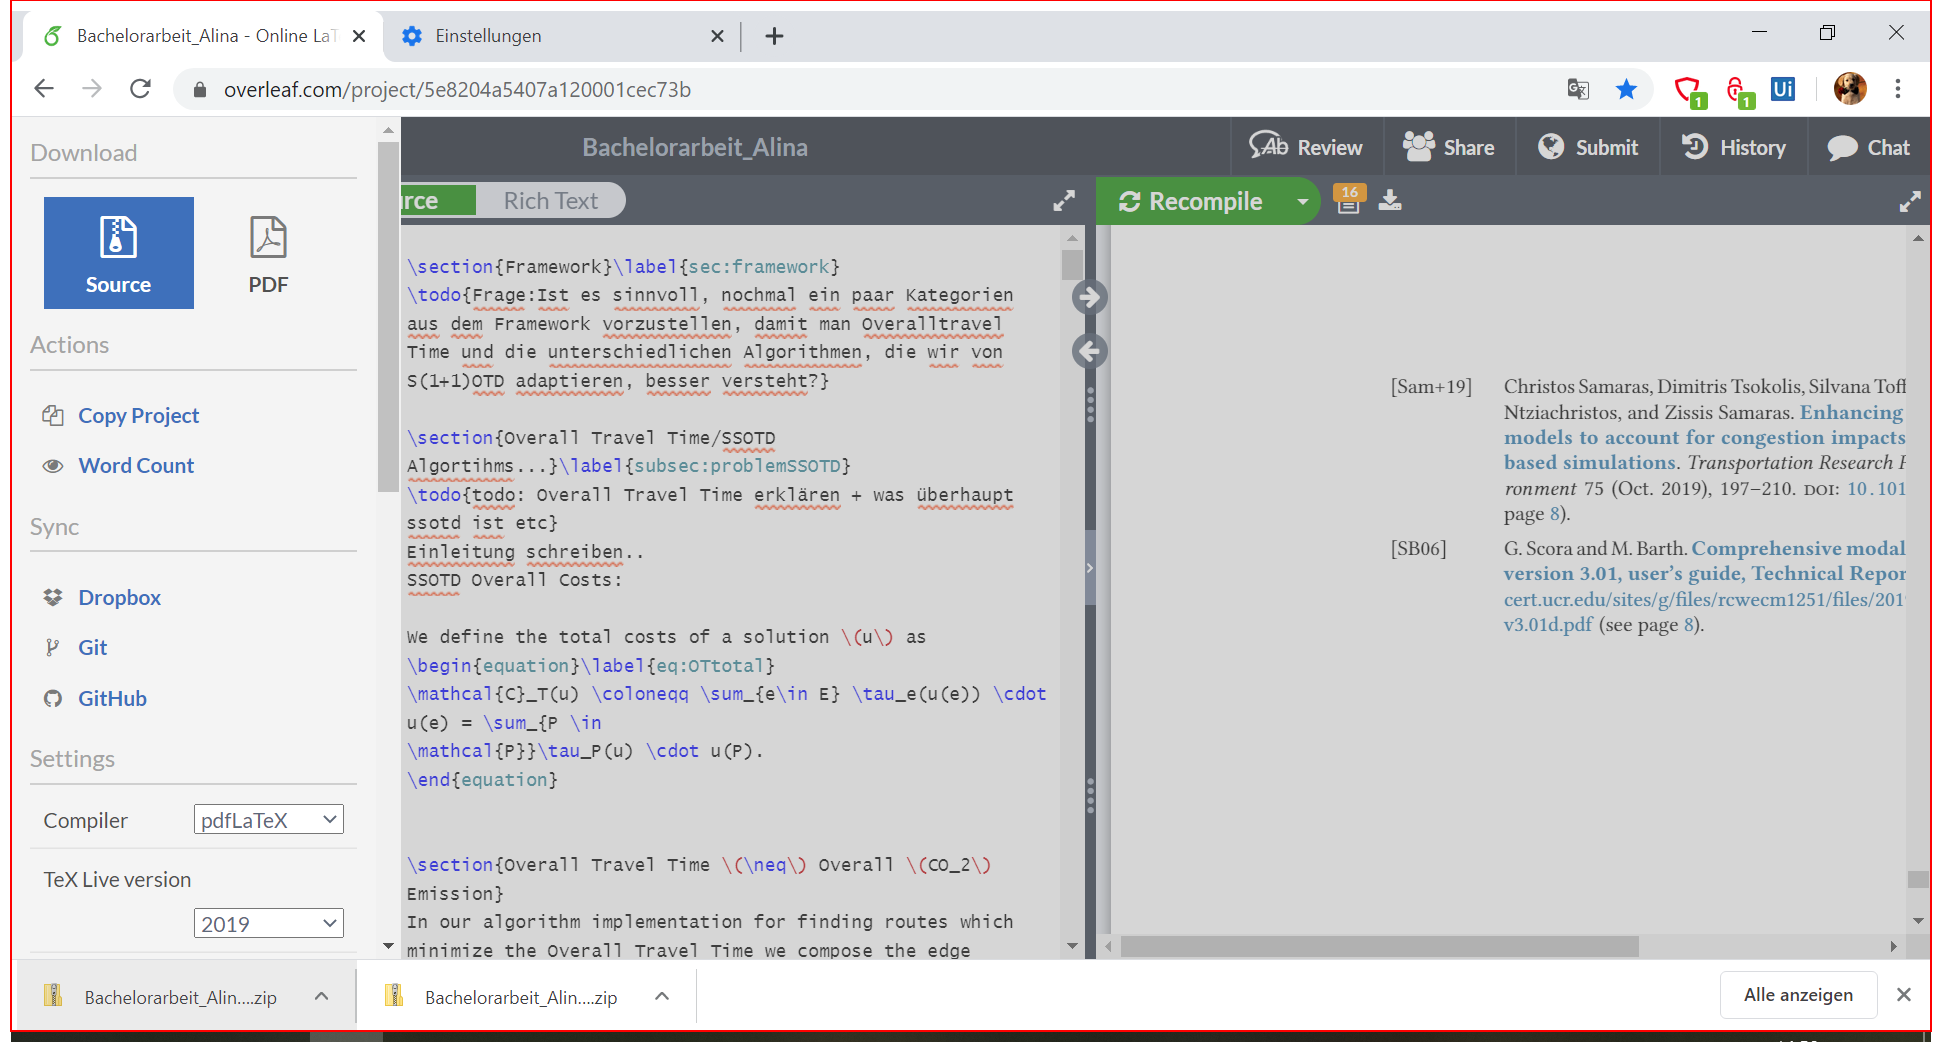 Bachelorarbeit_Alina - Online LaT
Einstellungen
overleaf.com/project/5e8204a5407a120001cec73b
1
1
Ui
Download
Source
PDF
Actions
Copy Project
Word Count
Sync
Dropbox
Git
GitHub
Settings
Compiler
pdfLaTeX
TeX Live version
2019
Bachelorarbeit_Alina
Review
Share
Submit
History
Chat
urce
Rich Text
Recompile
16
\section{Framework}\label{sec:framework}
\todo{Frage:Ist es sinnvoll, nochmal ein paar Kategorien
aus dem Framework vorzustellen, damit man Overalltravel
Time und die unterschiedlichen Algorithmen, die wir von
S(1+1)OTD adaptieren, besser versteht?}
\section{Overall Travel Time/SSOTD
Algortihms...}\label{subsec:problemSSOTD}
\todo{todo: Overall Travel Time erklären + was überhaupt
ssotd ist etc}
Einleitung schreiben..
SSOTD Overall Costs:
We define the total costs of a solution \(u\) as
\begin{equation}\label{eq:OTtotal}
\mathcal{C}_T(u) \coloneqq \sum_{e\in E} \tau_e(u(e)) \cdot
u(e) = \sum_{P \in
\mathcal{P}}\tau_P(u) \cdot u(P).
\end{equation}
\section{Overall Travel Time \(\neq\) Overall \(CO_2\)
Emission}
In our algorithm implementation for finding routes which
minimize the Overall Travel Time we compose the edge
[Sam+19] Christos Samaras, Dimitris Tsokolis, Silvana Toff
Ntziachristos, and Zissis Samaras. Enhancing
models to account for congestion impacts
based simulations. Transportation Research P
ronment 75 (Oct. 2019), 197–210. DOI: 10.101
page 8).
[SB06] G. Scora and M. Barth. Comprehensive modal
version 3.01, user's guide, Technical Repor
cert.ucr.edu/sites/g/files/rcwecm1251/files/201
v3.01d.pdf (see page 8).
Bachelorarbeit_Alin....zip
Bachelorarbeit_Alin....zip
Alle anzeigen